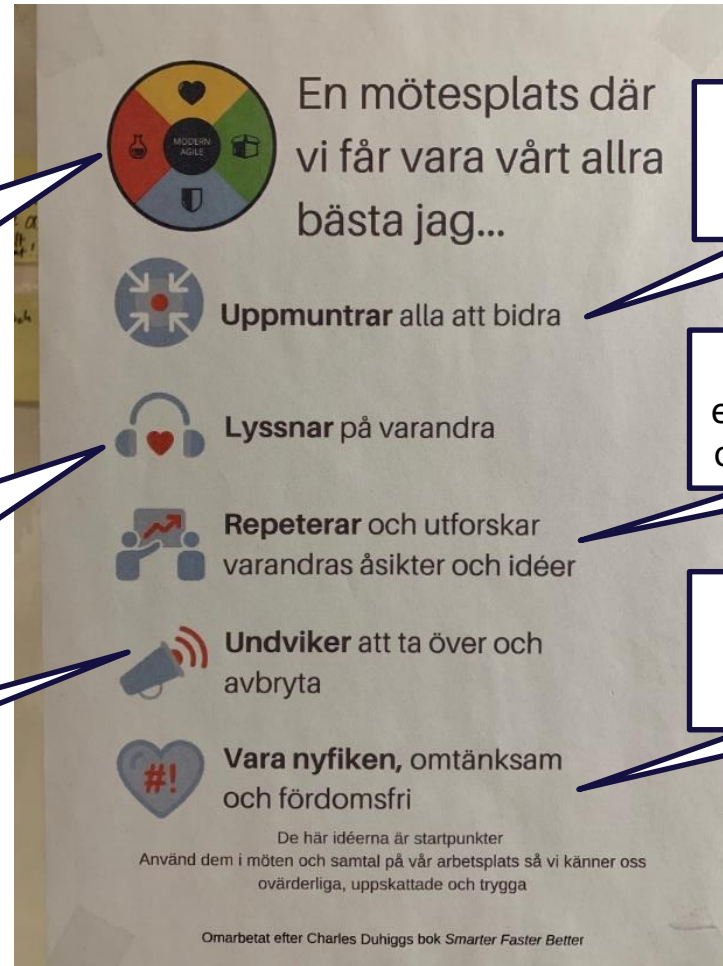 MODERN
AGILE
En mötesplats där
vi får vara vårt allra
bästa jag...
Uppmuntrar alla att bidra
Lyssnar på varandra
Repeterar och utforskar
varandras åsikter och idéer
Undviker att ta över och
avbryta
#!
Vara nyfiken, omtänksam
och fördomsfri
De här idéerna är startpunkter
Använd dem i möten och samtal på vår arbetsplats så vi känner oss
ovärderliga, uppskattade och trygga
Omarbetat efter Charles Duhiggs bok Smarter Faster Better